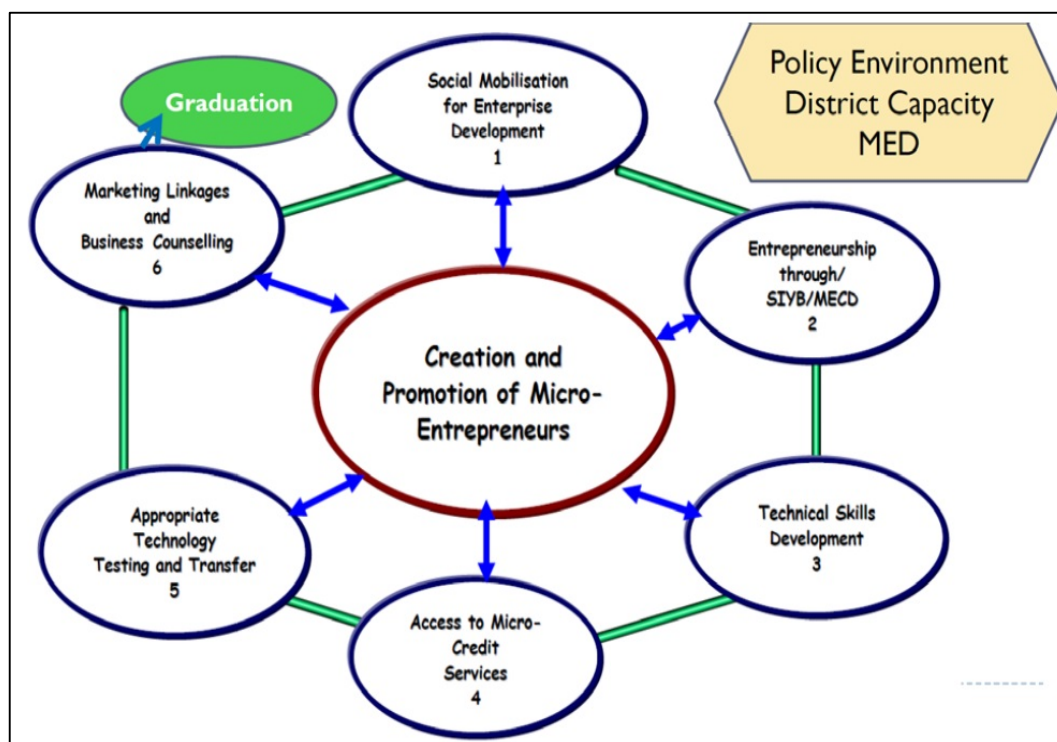 Graduation
Social Mobilisation
for Enterprise
Development
1
Policy Environment
District Capacity
MED
Marketing Linkages
and
Business Counselling
6
Entrepreneurship
through/
SIYB/MECD
2
Creation and
Promotion of Micro-
Entrepreneurs
Appropriate
Technology
Testing and Transfer
5
Technical Skills
Development
3
Access to Micro-
Credit
Services
4